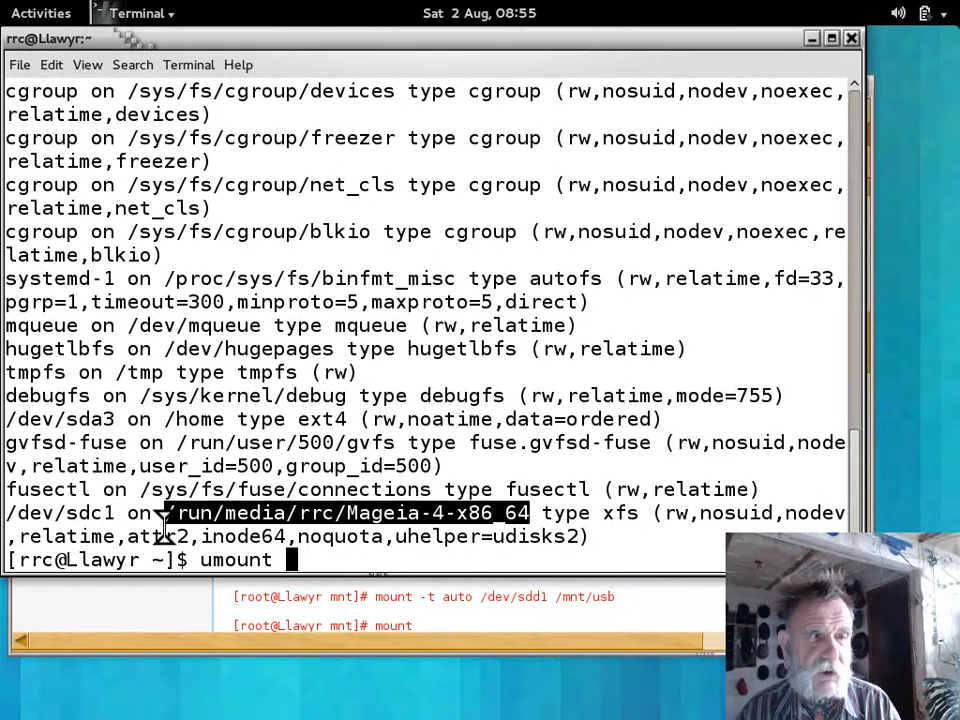 Activities Terminal Sat 2 Aug, 08:55
rrc@Llawyr:~
File Edit View Search Terminal Help
cgroup on /sys/fs/cgroup/devices type cgroup (rw,nosuid,nodev,noexec,
relatime,devices)
cgroup on /sys/fs/cgroup/freezer type cgroup (rw,nosuid,nodev,noexec,
relatime,freezer)
cgroup on /sys/fs/cgroup/net_cls type cgroup (rw,nosuid,nodev,noexec,
relatime,net_cls)
cgroup on /sys/fs/cgroup/blkio type cgroup (rw,nosuid,nodev,noexec,re
latime,blkio)
systemd-1 on /proc/sys/fs/binfmt_misc type autofs (rw,relatime,fd=33,
pgrp=1,timeout=300,minproto=5,maxproto=5,direct)
mqueue on /dev/mqueue type mqueue (rw,relatime)
hugetlbfs on /dev/hugepages type hugetlbfs (rw,relatime)
tmpfs on /tmp type tmpfs (rw)
debugfs on /sys/kernel/debug type debugfs (rw,relatime,mode=755)
/dev/sda3 on /home type ext4 (rw,noatime,data=ordered)
gvfsd-fuse on /run/user/500/gvfs type fuse.gvfsd-fuse (rw,nosuid,node
v,relatime,user_id=500,group_id=500)
fusectl on /sys/fs/fuse/connections type fusectl (rw,relatime)
/dev/sdc1 on /run/media/rrc/Mageia-4-x86_64 type xfs (rw,nosuid,nodev
,relatime,attr2,inode64,noquota,uhelper=udisks2)
[rrc@Llawyr ~]$ umount
[root@Llawyr mnt]# mount -t auto /dev/sdd1 /mnt/usb
[root@Llawyr mnt]# mount